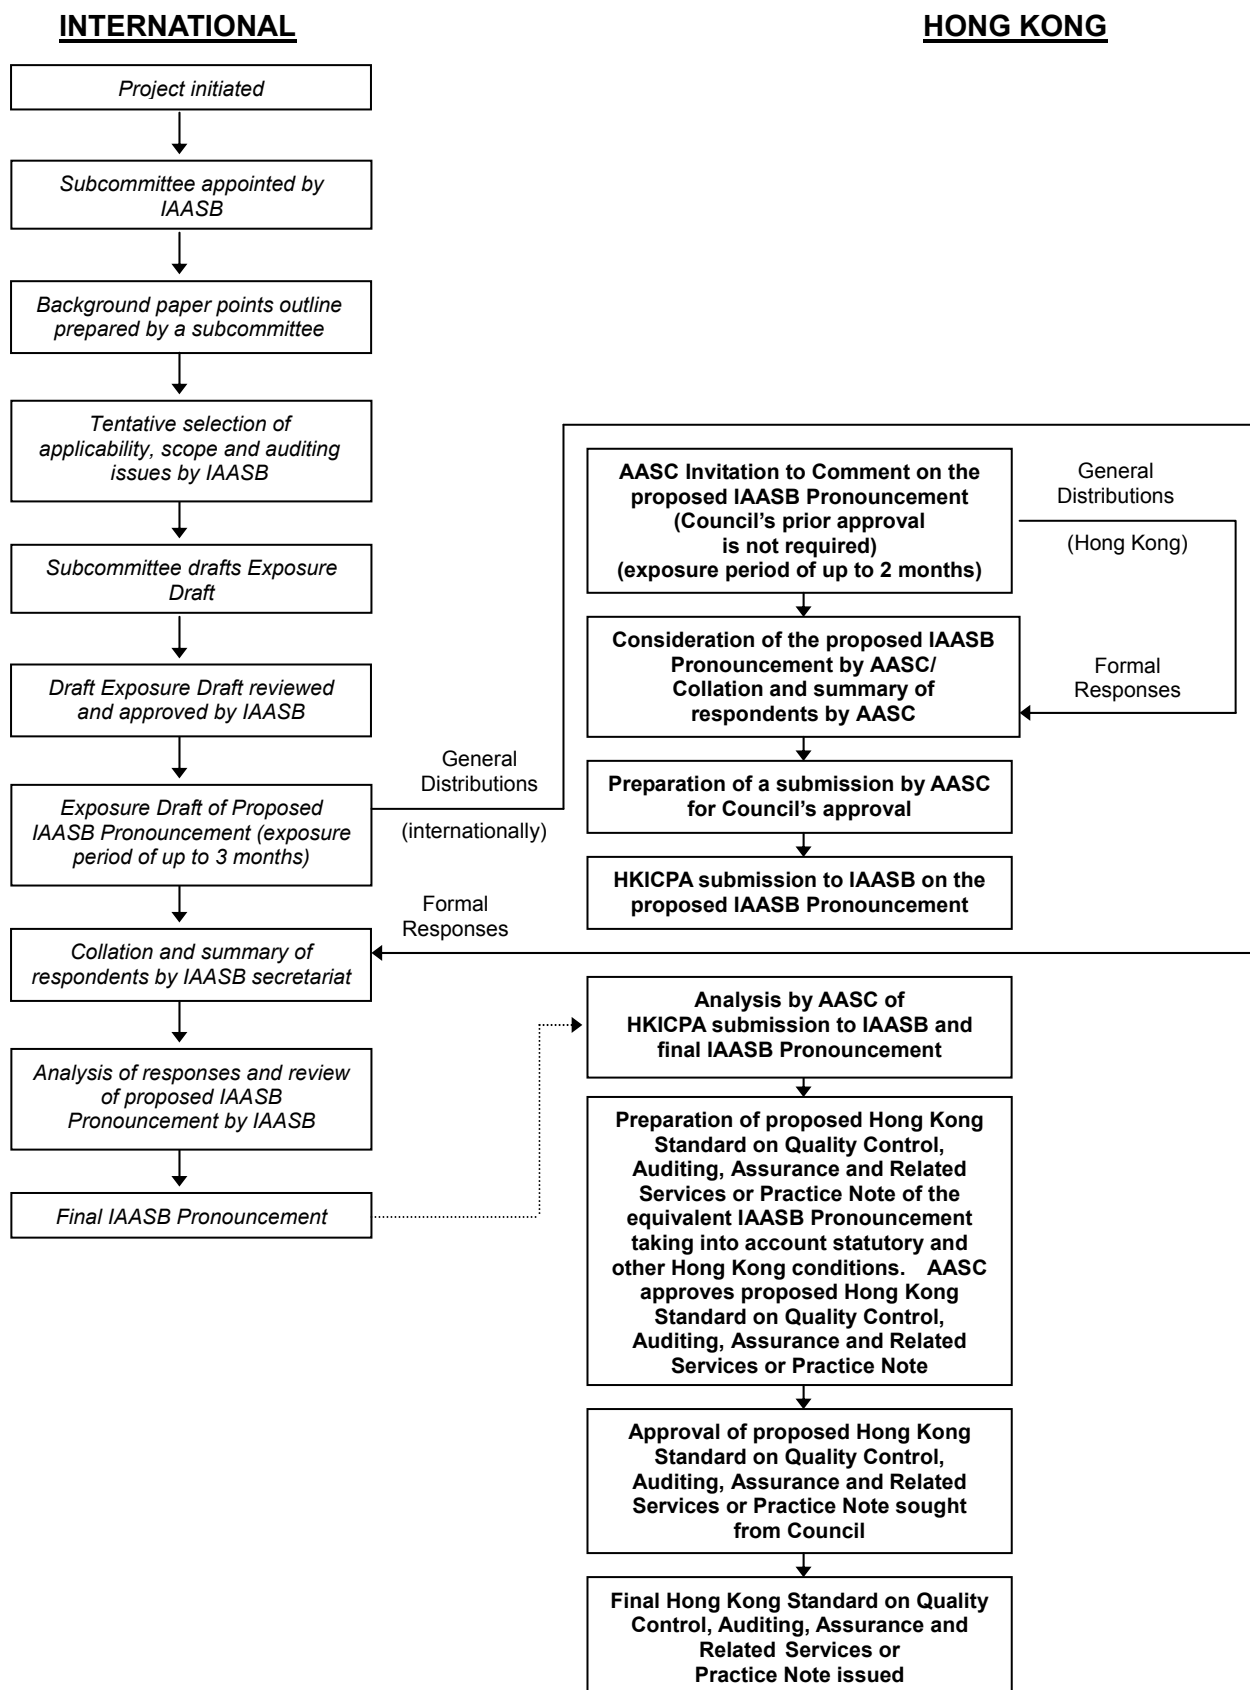 INTERNATIONAL
HONG KONG
Project initiated
Subcommittee appointed by
IAASB
Background paper points outline
prepared by a subcommittee
Tentative selection of
applicability, scope and auditing
issues by IAASB
Subcommittee drafts Exposure
Draft
Draft Exposure Draft reviewed
and approved by IAASB
Exposure Draft of Proposed
IAASB Pronouncement (exposure
period of up to 3 months)
General
Distributions
(internationally)
Formal
Responses
Collation and summary of
respondents by IAASB secretariat
Analysis of responses and review
of proposed IAASB
Pronouncement by IAASB
Final IAASB Pronouncement
AASC Invitation to Comment on the
proposed IAASB Pronouncement
(Council's prior approval
is not required)
(exposure period of up to 2 months)
General
Distributions
(Hong Kong)
Formal
Responses
Consideration of the proposed IAASB
Pronouncement by AASC/
Collation and summary of
respondents by AASC
Preparation of a submission by AASC
for Council's approval
HKICPA submission to IAASB on the
proposed IAASB Pronouncement
Analysis by AASC of
HKICPA submission to IAASB and
final IAASB Pronouncement
Preparation of proposed Hong Kong
Standard on Quality Control,
Auditing, Assurance and Related
Services or Practice Note of the
equivalent IAASB Pronouncement
taking into account statutory and
other Hong Kong conditions. AASC
approves proposed Hong Kong
Standard on Quality Control,
Auditing, Assurance and Related
Services or Practice Note
Approval of proposed Hong Kong
Standard on Quality Control,
Auditing, Assurance and Related
Services or Practice Note sought
from Council
Final Hong Kong Standard on Quality
Control, Auditing, Assurance and
Related Services or
Practice Note issued